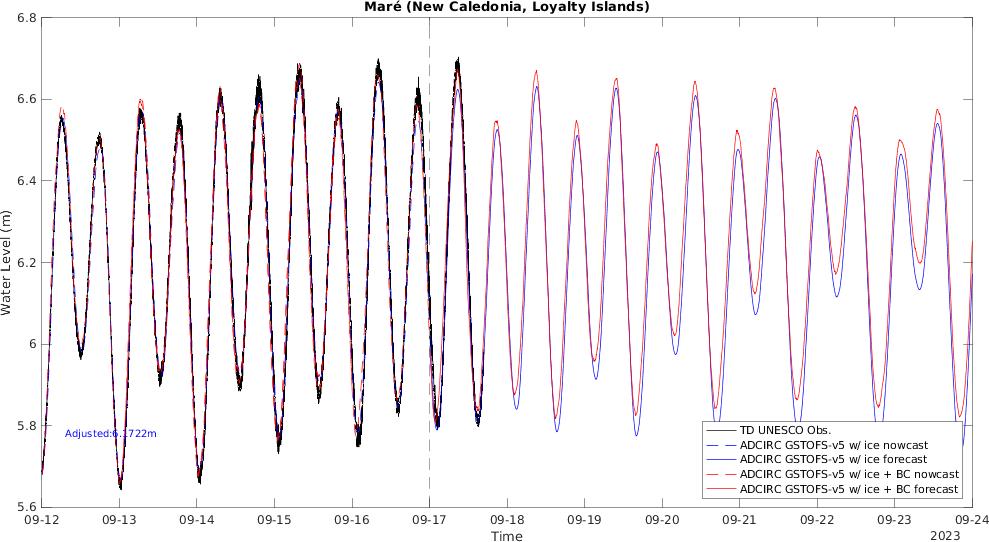 Maré (New Caledonia, Loyalty Islands)
6.8
6.6
6.4
6.2
6
5.8
5.6
Water Level (m)
Adjusted:6.1722m
TD UNESCO Obs.
ADCIRC GSTOFS-v5 w/ ice nowcast
ADCIRC GSTOFS-v5 w/ ice forecast
ADCIRC GSTOFS-v5 w/ ice + BC nowcast
ADCIRC GSTOFS-v5 w/ ice + BC forecast
09-12 09-13 09-14 09-15 09-16 09-17 09-18 09-19 09-20 09-21 09-22 09-23 09-24
Time
2023